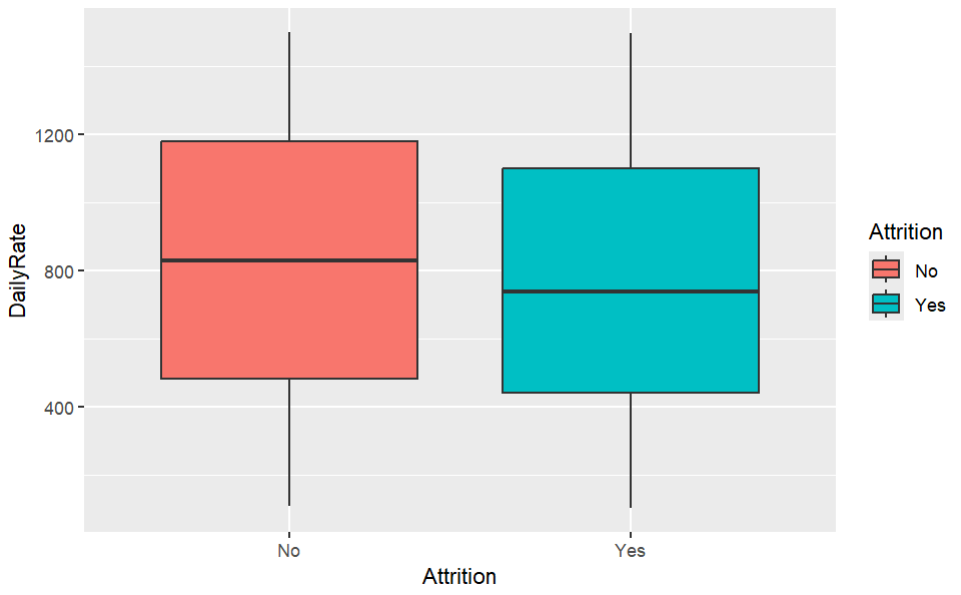 DailyRate
1200
800
400
No
Yes
Attrition
Attrition
No
Yes